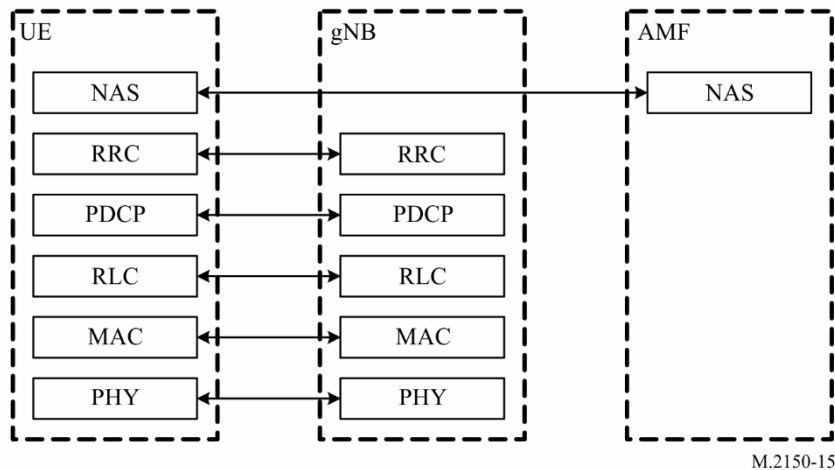 UE gNB AMF
NAS NAS
RRC RRC
PDCP PDCP
RLC RLC
MAC MAC
PHY PHY
M.2150-15